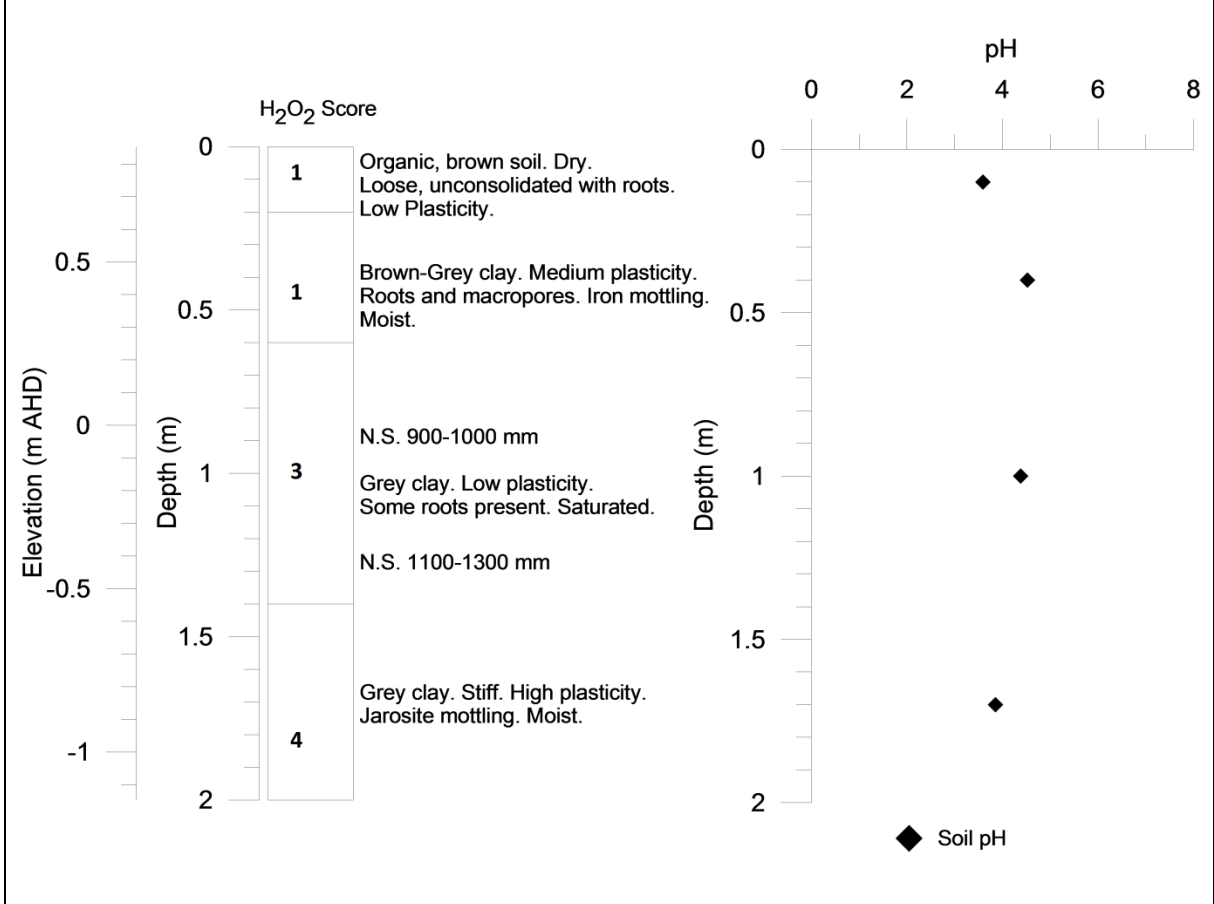 H2O2 Score
Elevation (m AHD)
0.5
0
-0.5
-1
Depth (m)
0
0.5
1
1.5
2
1
1
3
4
Organic, brown soil. Dry.
Loose, unconsolidated with roots.
Low Plasticity.
Brown-Grey clay. Medium plasticity.
Roots and macropores. Iron mottling.
Moist.
N.S. 900-1000 mm
Grey clay. Low plasticity.
Some roots present. Saturated.
N.S. 1100-1300 mm
Grey clay. Stiff. High plasticity.
Jarosite mottling. Moist.
pH
0 2 4 6 8
Depth (m)
0
0.5
1
1.5
2
Soil pH